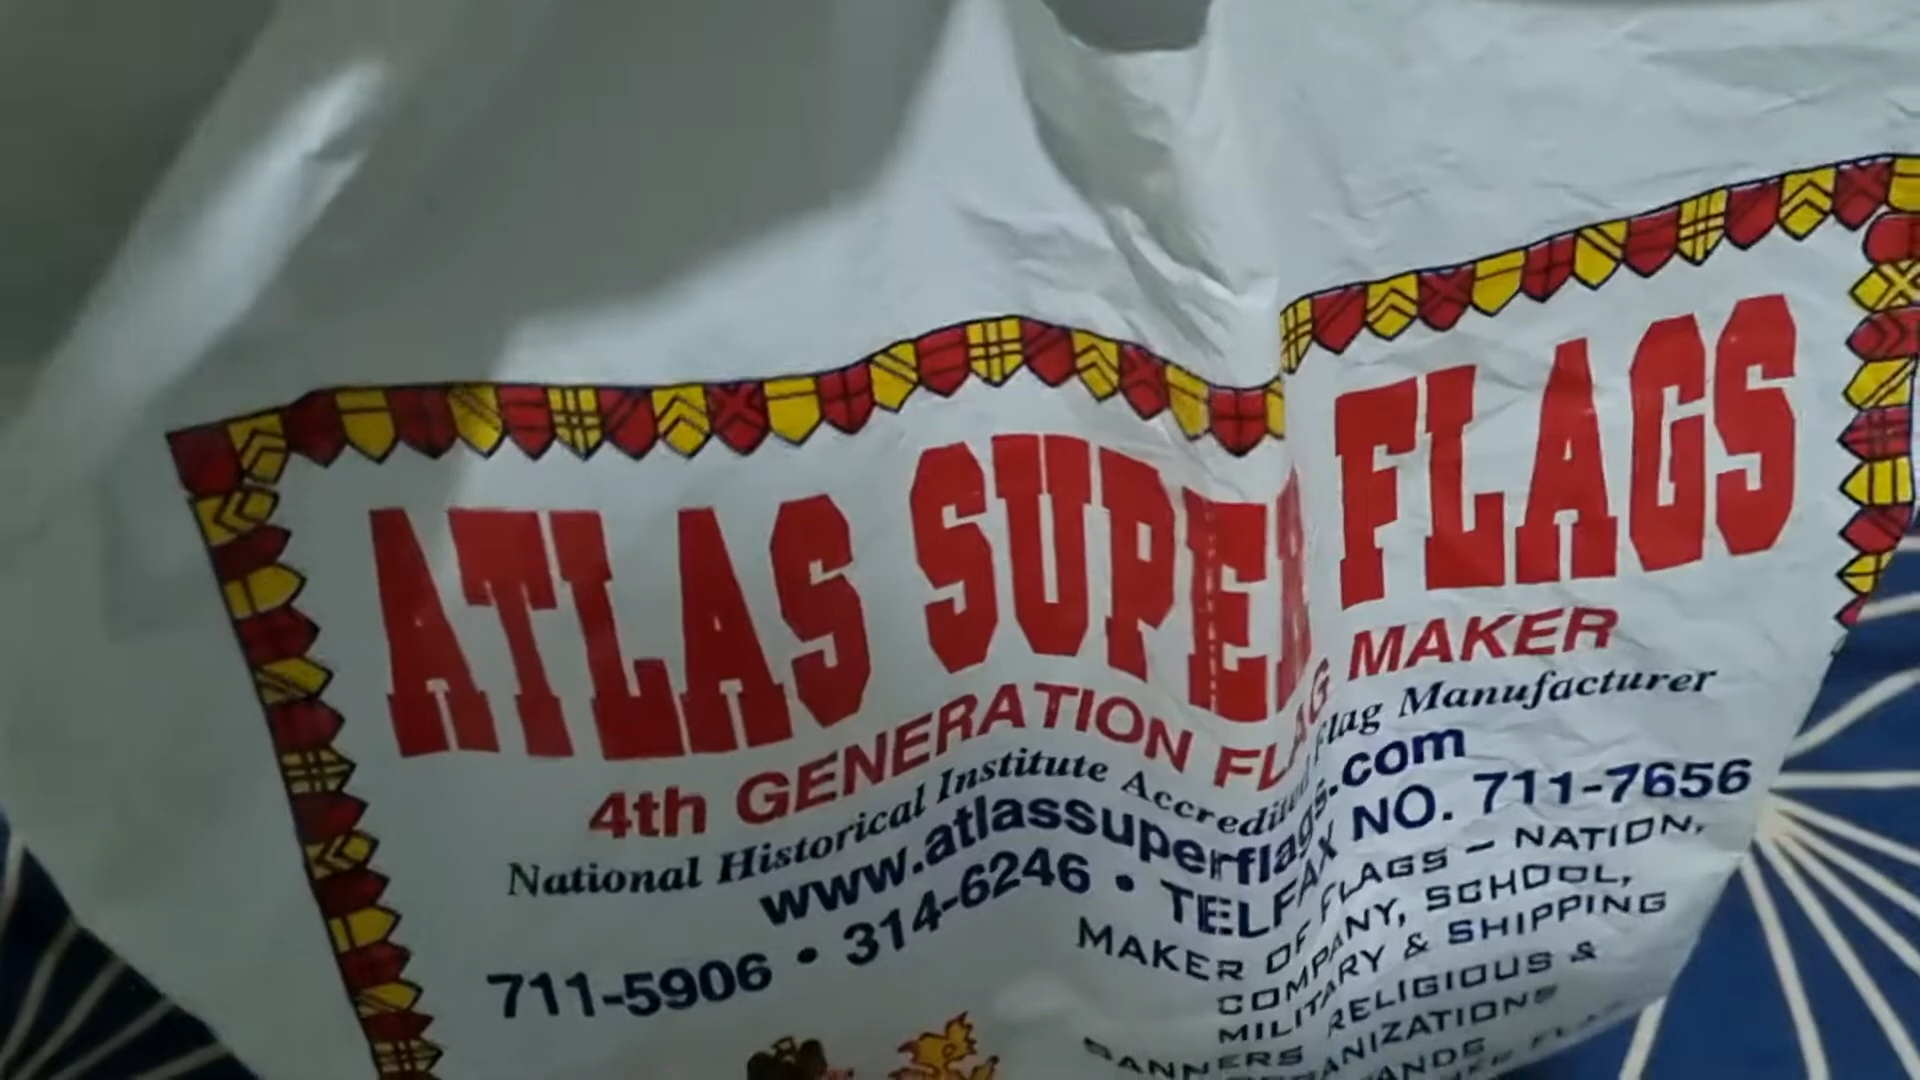 ATLAS SUPER FLAGS
4th GENERATION FLAG MAKER
National Historical Institute Accredited Flag Manufacturer
www.atlassuperflags.com
711-5906 • 314-6246 • TELFAX NO. 711-7656
MAKER OF FLAGS – NATION,
COMPANY, SCHOOL,
MILITARY & SHIPPING
BANNERS RELIGIOUS &